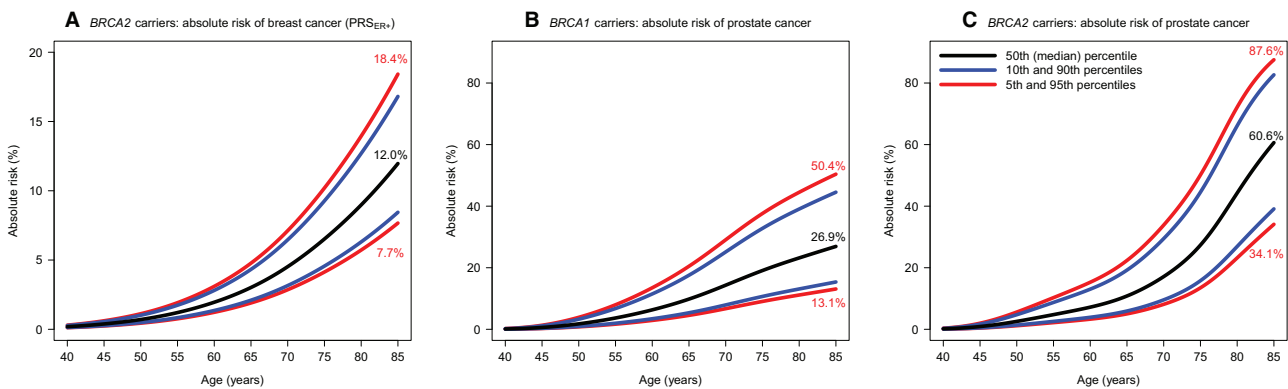 A BRCA2 carriers: absolute risk of breast cancer (PRSER+)
20
15
10
5
0
Absolute risk (%)
18.4%
12.0%
7.7%
40 45 50 55 60 65 70 75 80 85
Age (years)
B BRCA1 carriers: absolute risk of prostate cancer
80
60
40
20
0
Absolute risk (%)
50.4%
26.9%
13.1%
40 45 50 55 60 65 70 75 80 85
Age (years)
C BRCA2 carriers: absolute risk of prostate cancer
50th (median) percentile
10th and 90th percentiles
5th and 95th percentiles
80
60
40
20
0
Absolute risk (%)
87.6%
60.6%
34.1%
40 45 50 55 60 65 70 75 80 85
Age (years)